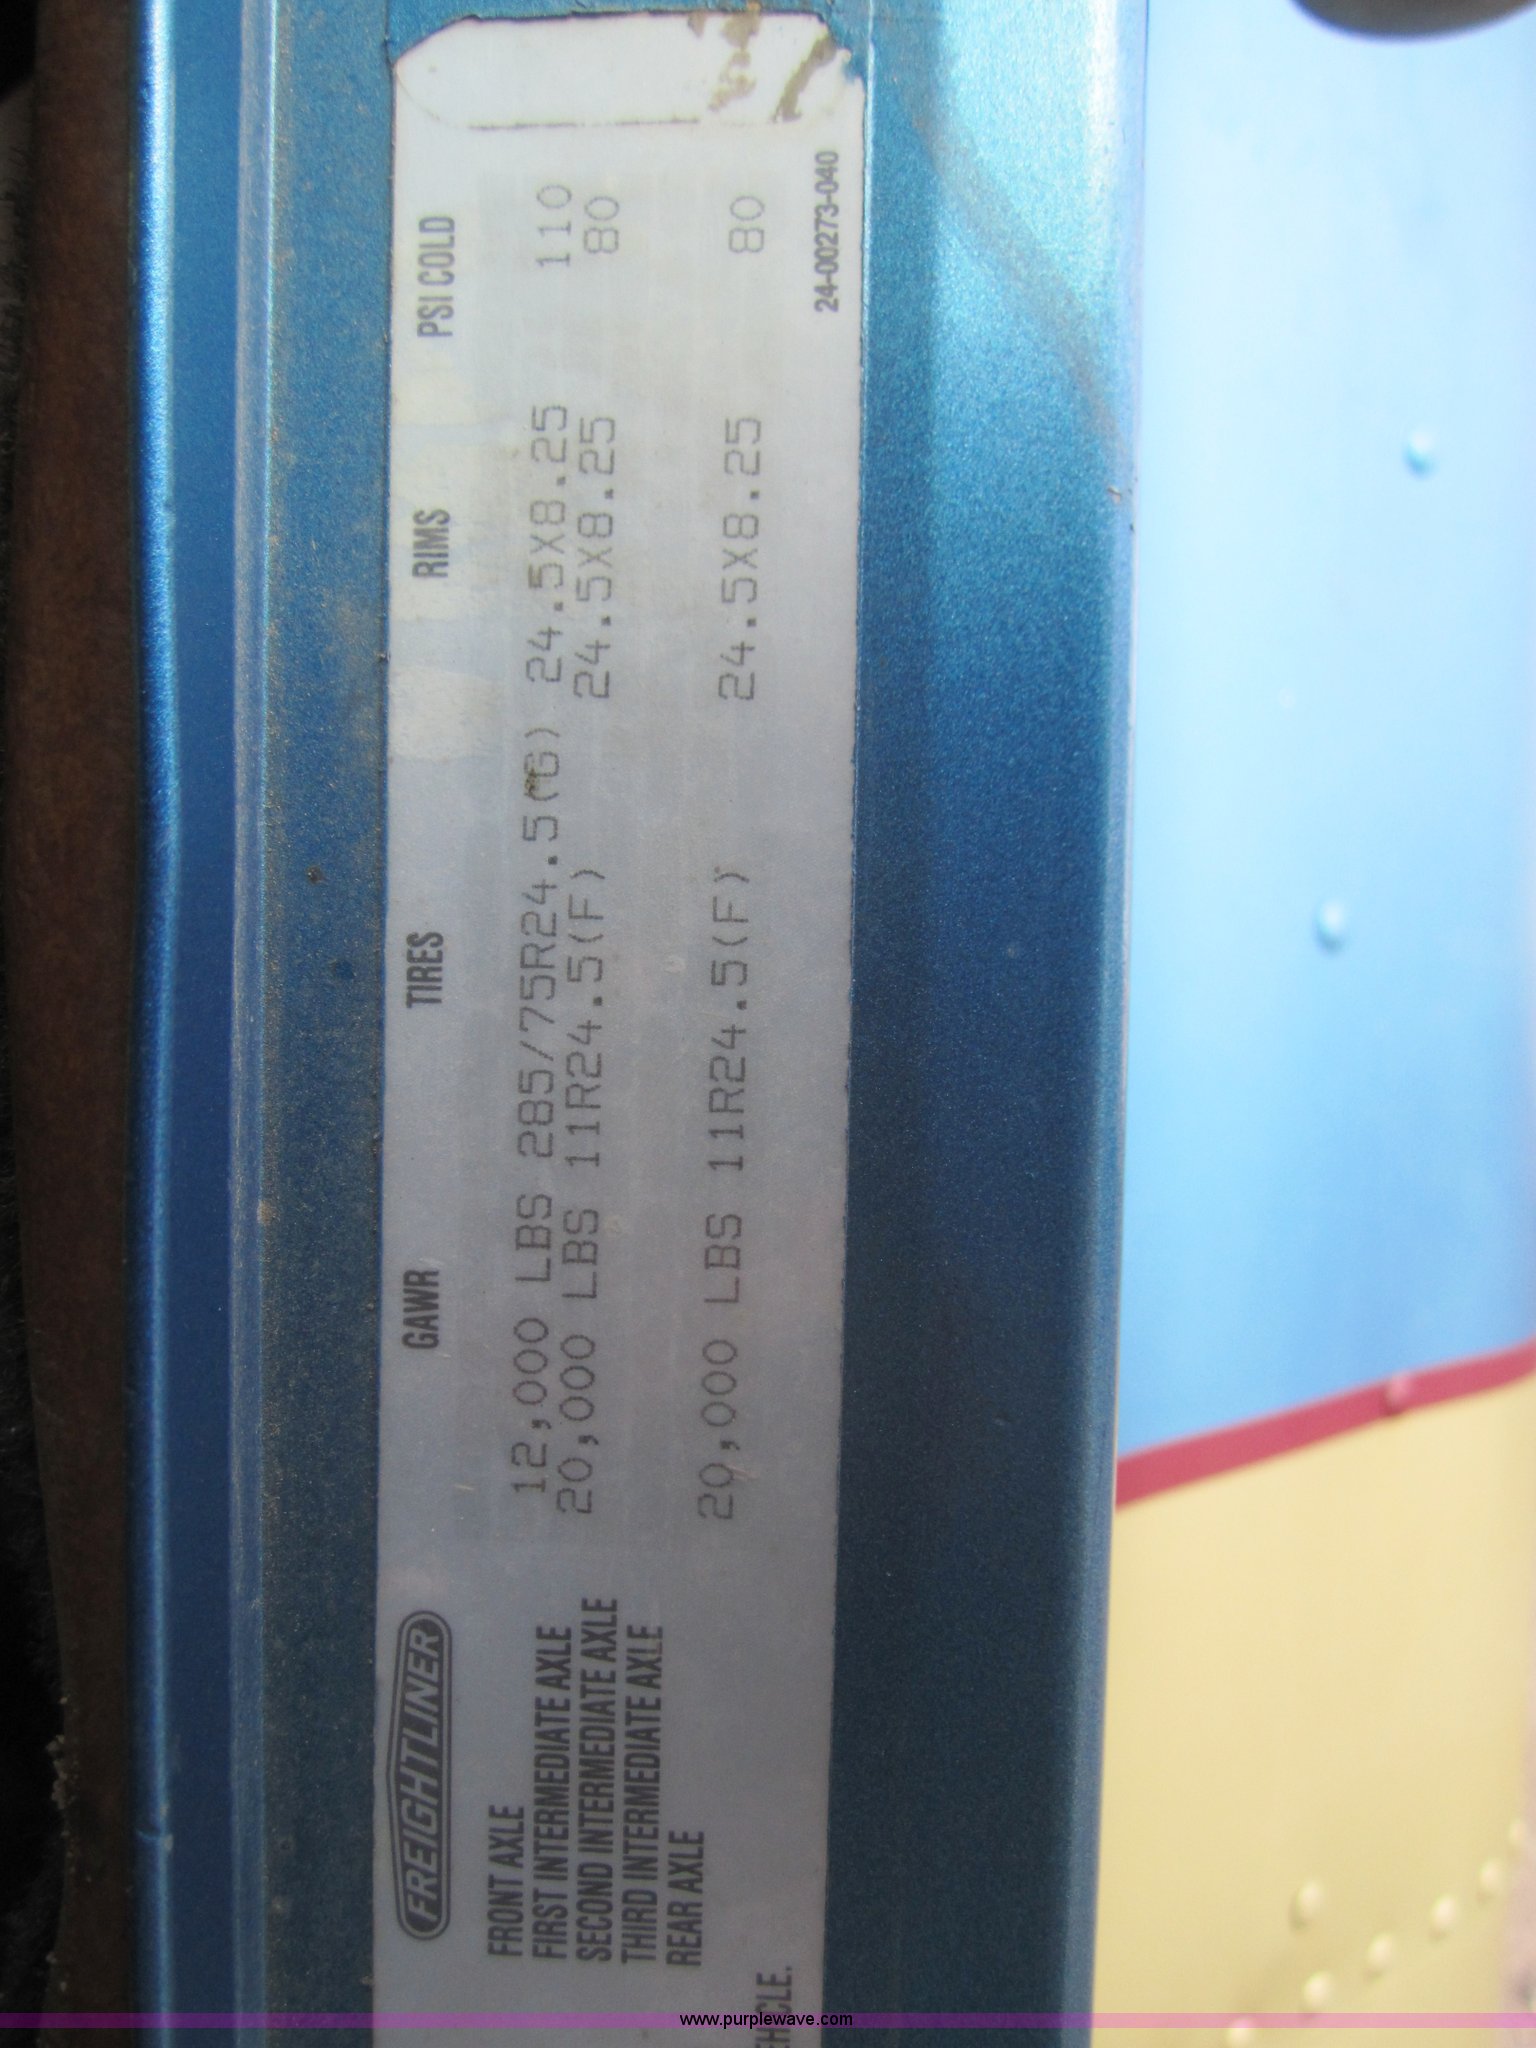 FREIGHTLINER GAWR TIRES RIMS PSI COLD
FRONT AXLE 12,000 LBS 285/75R24.5(G) 24.5X8.25 110
FIRST INTERMEDIATE AXLE 20,000 LBS 11R24.5(F) 24.5X8.25 80
SECOND INTERMEDIATE AXLE
THIRD INTERMEDIATE AXLE
REAR AXLE 20,000 LBS 11R24.5(F) 24.5X8.25 80
EHICLE. 24-00273-040
www.purplewave.com